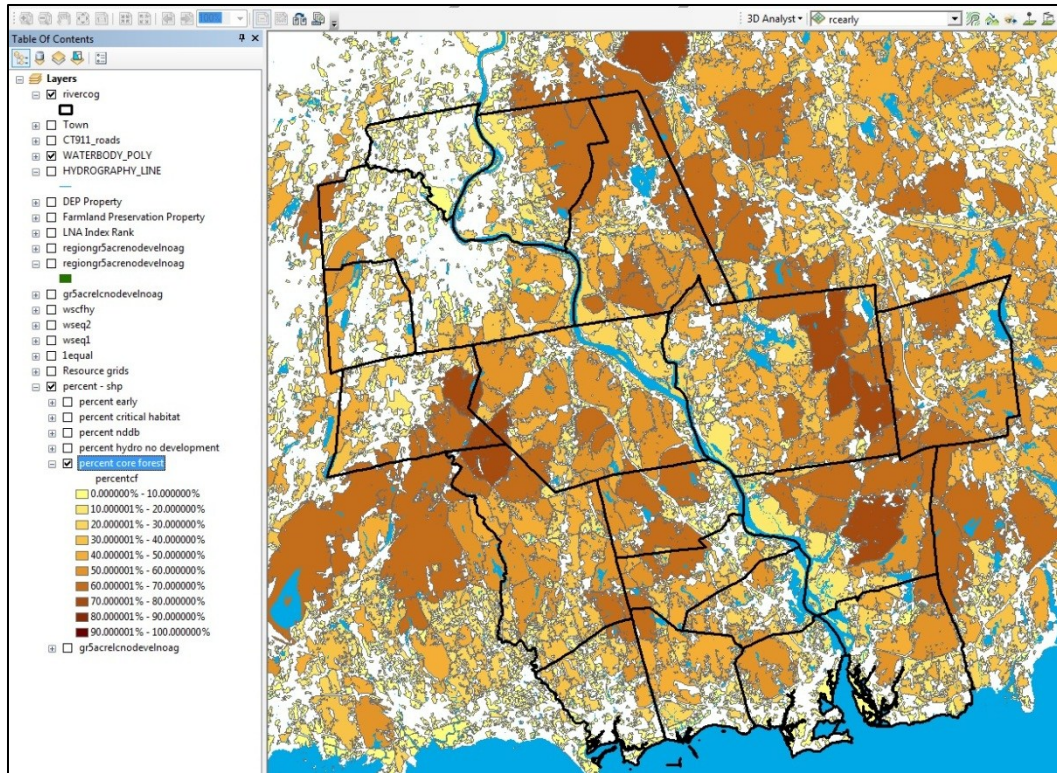 100%
3D Analyst
rcearly
Table Of Contents
Layers
rivercog
Town
CT911_roads
WATERBODY_POLY
HYDROGRAPHY_LINE
DEP Property
Farmland Preservation Property
LNA Index Rank
regiongr5acrenodevelnoag
regiongr5acrenodevelnoag
gr5acrelcnodevelnoag
wscfhy
wseq2
wseq1
1equal
Resource grids
percent - shp
percent early
percent critical habitat
percent nddb
percent hydro no development
percent core forest
percentcf
0.000000% - 10.000000%
10.000001% - 20.000000%
20.000001% - 30.000000%
30.000001% - 40.000000%
40.000001% - 50.000000%
50.000001% - 60.000000%
60.000001% - 70.000000%
70.000001% - 80.000000%
80.000001% - 90.000000%
90.000001% - 100.000000%
gr5acrelcnodevelnoag